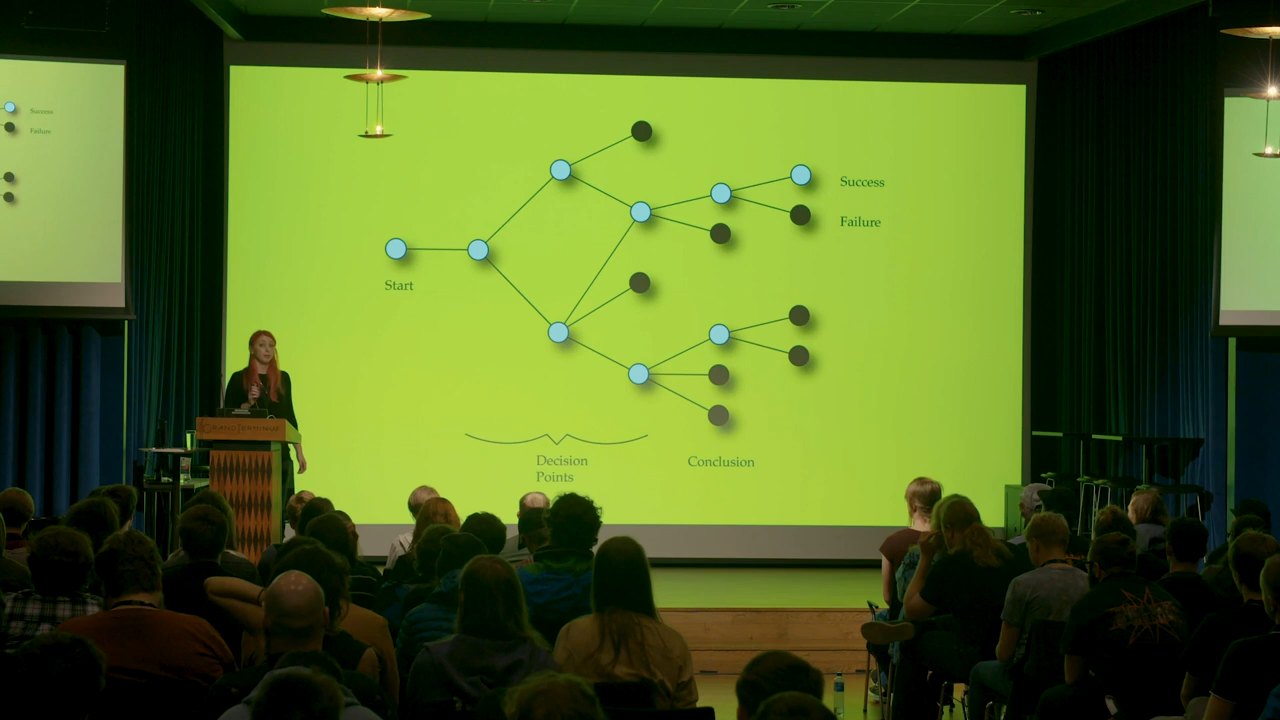 Success
Failure
Success
Failure
Start
Decision
Points
Conclusion